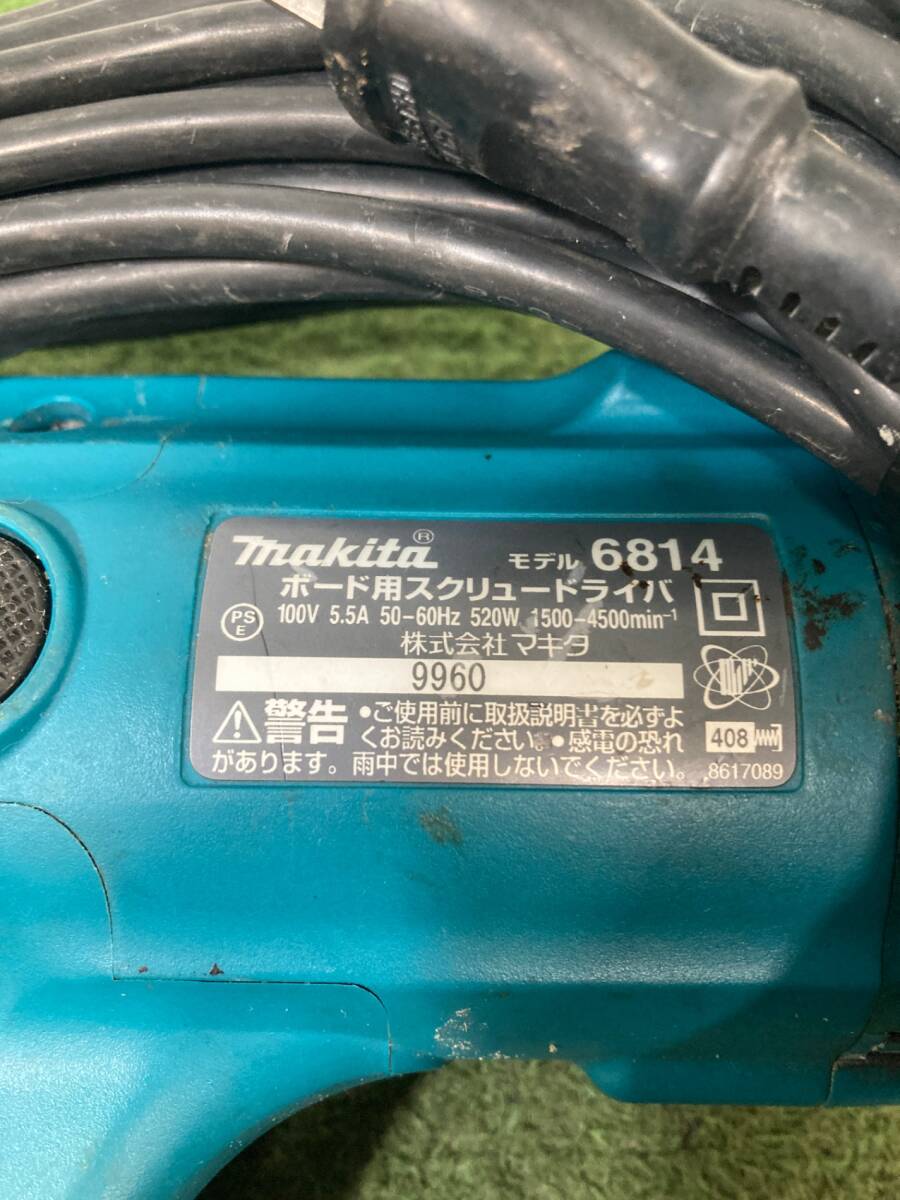 makita® モデル 6814
ボード用スクリュードライバ
PS
E
100V 5.5A 50-60Hz 520W 1500-4500min⁻¹
株式会社マキタ
9960
警告 •ご使用前に取扱説明書を必ずよ
くお読みください。•感電の恐れ
があります。雨中では使用しないでください。
408
8617089